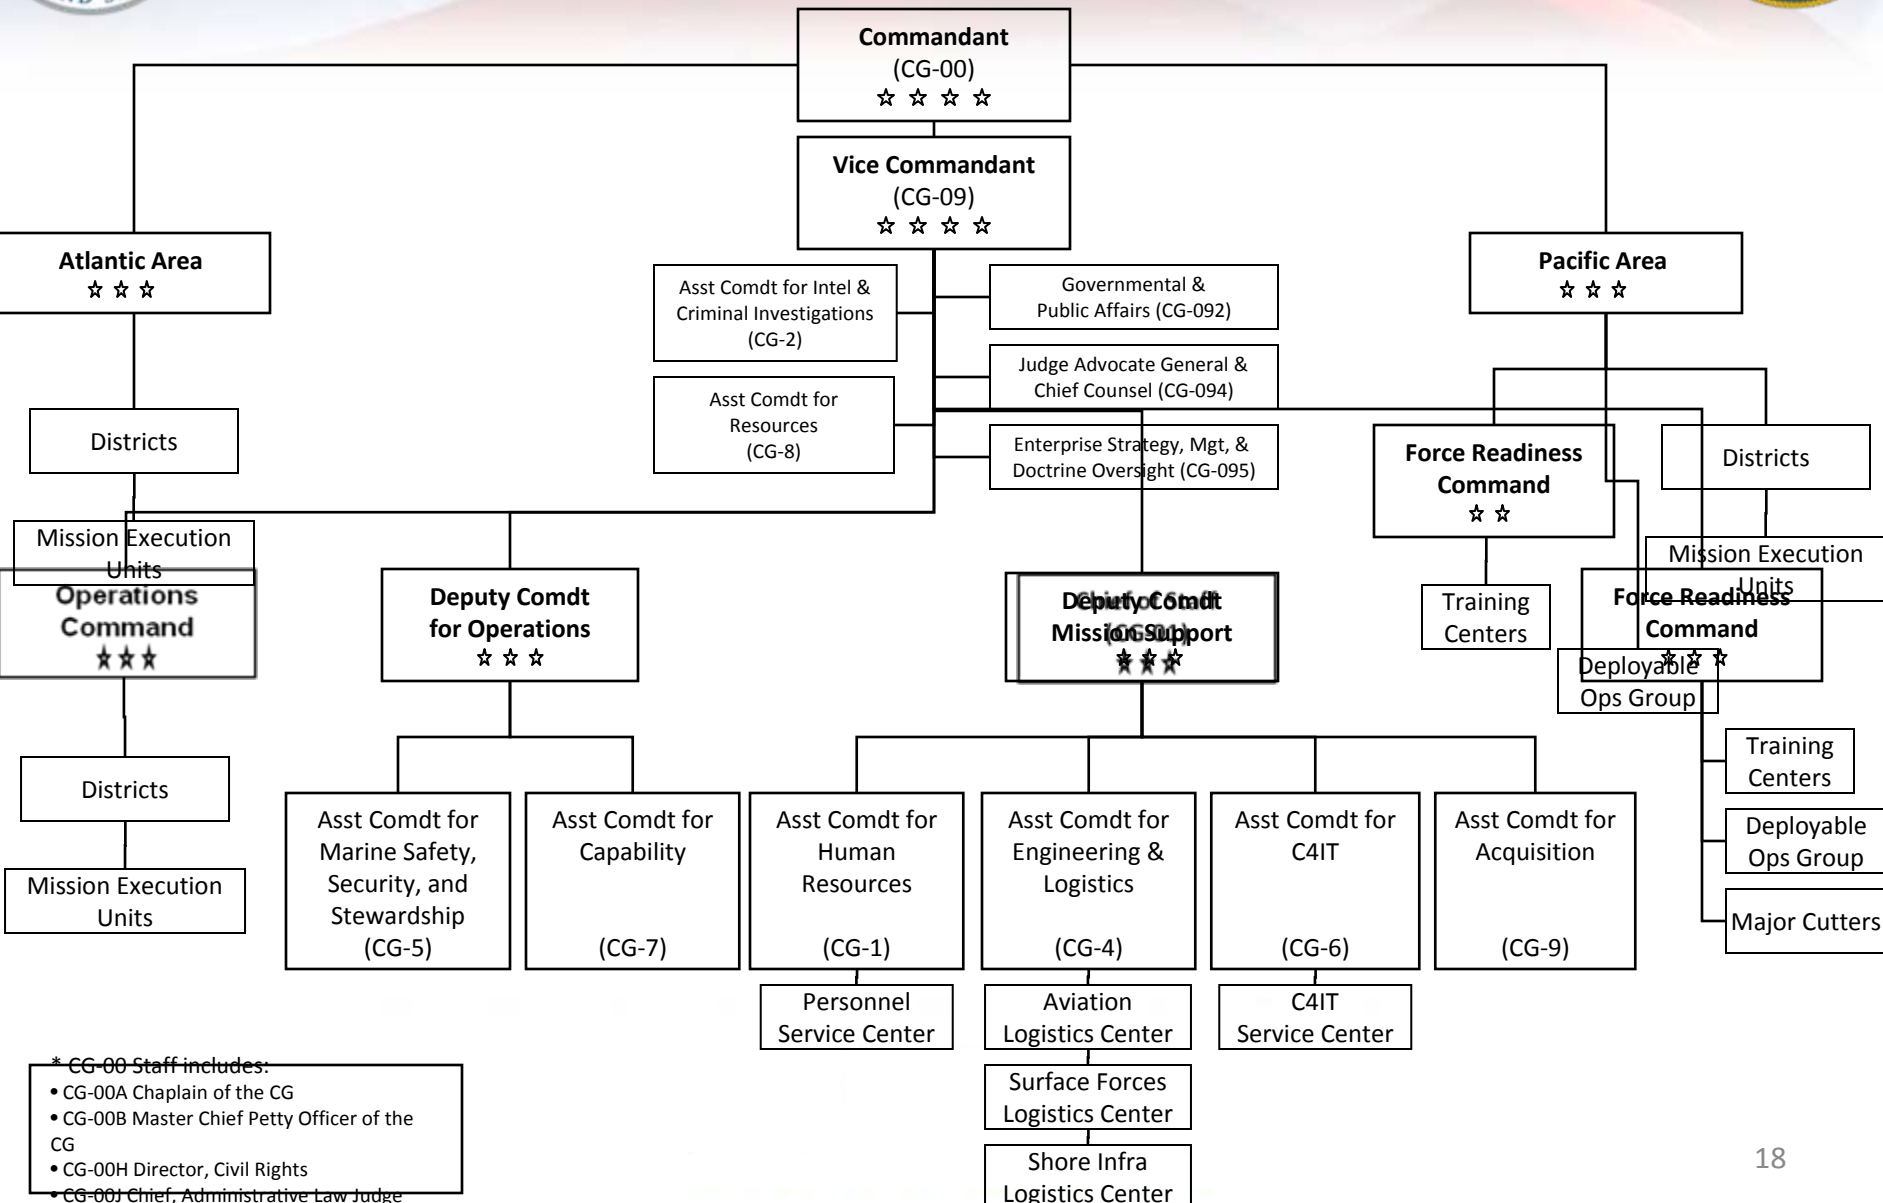 Commandant
(CG-00)
Vice Commandant
(CG-09)
Atlantic Area
Pacific Area
Asst Comdt for Intel &
Criminal Investigations
(CG-2)
Governmental &
Public Affairs (CG-092)
Judge Advocate General &
Chief Counsel (CG-094)
Asst Comdt for
Resources
(CG-8)
Enterprise Strategy, Mgt, &
Doctrine Oversight (CG-095)
Districts
Force Readiness
Command
Districts
Mission Execution
Units
Mission Execution
Units
Operations
Command
Deputy Comdt
for Operations
Deputy Comdt
Mission Support
Training
Centers
Force Readiness
Command
Deployable
Ops Group
Districts
Mission Execution
Units
Training
Centers
Deployable
Ops Group
Major Cutters
Asst Comdt for
Marine Safety,
Security, and
Stewardship
(CG-5)
Asst Comdt for
Capability
(CG-7)
Asst Comdt for
Human
Resources
(CG-1)
Asst Comdt for
Engineering &
Logistics
(CG-4)
Asst Comdt for
C4IT
(CG-6)
Asst Comdt for
Acquisition
(CG-9)
Personnel
Service Center
Aviation
Logistics Center
C4IT
Service Center
Surface Forces
Logistics Center
Shore Infra
Logistics Center
* CG-00 Staff includes:
• CG-00A Chaplain of the CG
• CG-00B Master Chief Petty Officer of the
CG
• CG-00H Director, Civil Rights
• CG-00J Chief, Administrative Law Judge
18